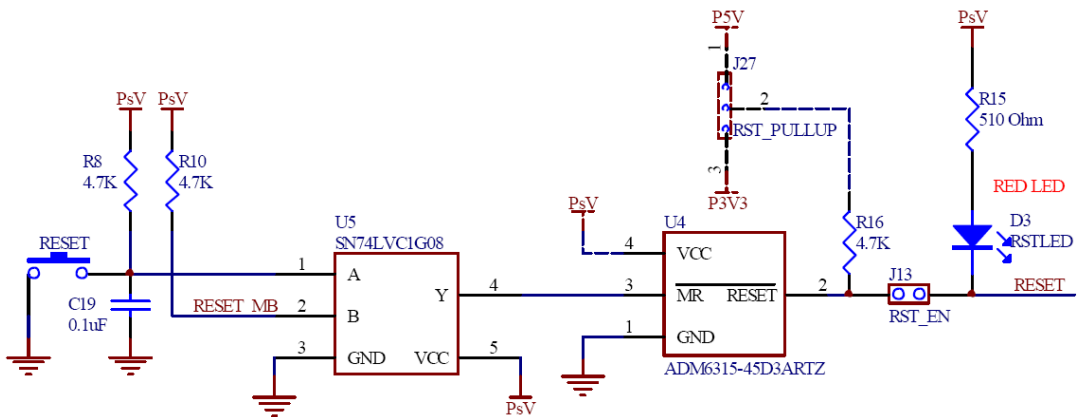 P5V
PsV
1
J27
PsV
PsV
2
R15
510 Ohm
RST_PULLUP
R8
4.7K
R10
4.7K
3
RED LED
P3V3
PsV
U4
R16
4.7K
D3
RSTLED
U5
SN74LVC1G08
RESET
4
VCC
1
A
J13
C19
0.1uF
Y
4
3
MR
RESET
2
RESET
RESET_MB
2
B
RST_EN
1
GND
3
GND
VCC
5
ADM6315-45D3ARTZ
PsV